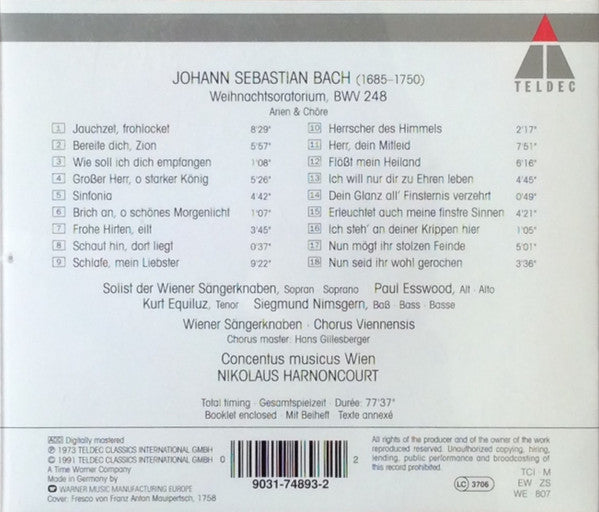 TELDEC
JOHANN SEBASTIAN BACH (1685-1750)
Weihnachtsoratorium, BWV 248
Arien & Chöre
1 Jauchzet, frohlocket 8'29"
2 Bereite dich, Zion 5'57"
3 Wie soll ich dich empfangen 1'08"
4 Großer Herr, o starker König 5'26"
5 Sinfonia 4'42"
6 Brich an, o schönes Morgenlicht 1'07"
7 Frohe Hirten, eilt 3'45"
8 Schaut hin, dort liegt 0'37"
9 Schlafe, mein Liebster 9'22"
10 Herrscher des Himmels 2'17"
11 Herr, dein Mitleid 7'51"
12 Flößt mein Heiland 6'16"
13 Ich will nur dir zu Ehren leben 4'45"
14 Dein Glanz all' Finsternis verzehrt 0'49"
15 Erleuchtet auch meine finstre Sinnen 4'21"
16 Ich steh' an deiner Krippen hier 1'05"
17 Nun mögt ihr stolzen Feinde 5'01"
18 Nun seid ihr wohl gerochen 3'36"
Solist der Wiener Sängerknaben, Sopran · Soprano Paul Esswood, Alt · Alto
Kurt Equiluz, Tenor Siegmund Nimsgern, Baß · Bass · Basse
Wiener Sängerknaben · Chorus Viennensis
Chorus master: Hans Gillesberger
Concentus musicus Wien
NIKOLAUS HARNONCOURT
Total timing · Gesamtspielzeit · Durée: 77'37"
Booklet enclosed · Mit Beiheft · Texte annexé
ADD Digitally mastered
℗ 1973 TELDEC CLASSICS INTERNATIONAL GMBH
© 1991 TELDEC CLASSICS INTERNATIONAL GMBH
A Time Warner Company
Made in Germany by
WARNER MUSIC MANUFACTURING EUROPE
Cover: Fresco von Franz Anton Maulpertsch, 1758
0 2
9031-74893-2
All rights of the producer and of the owner of the work
reproduced reserved. Unauthorized copying, hiring,
lending, public performance and broadcasting of
this record prohibited.
LC 3706
TCI · M
EW ZS
WE 807